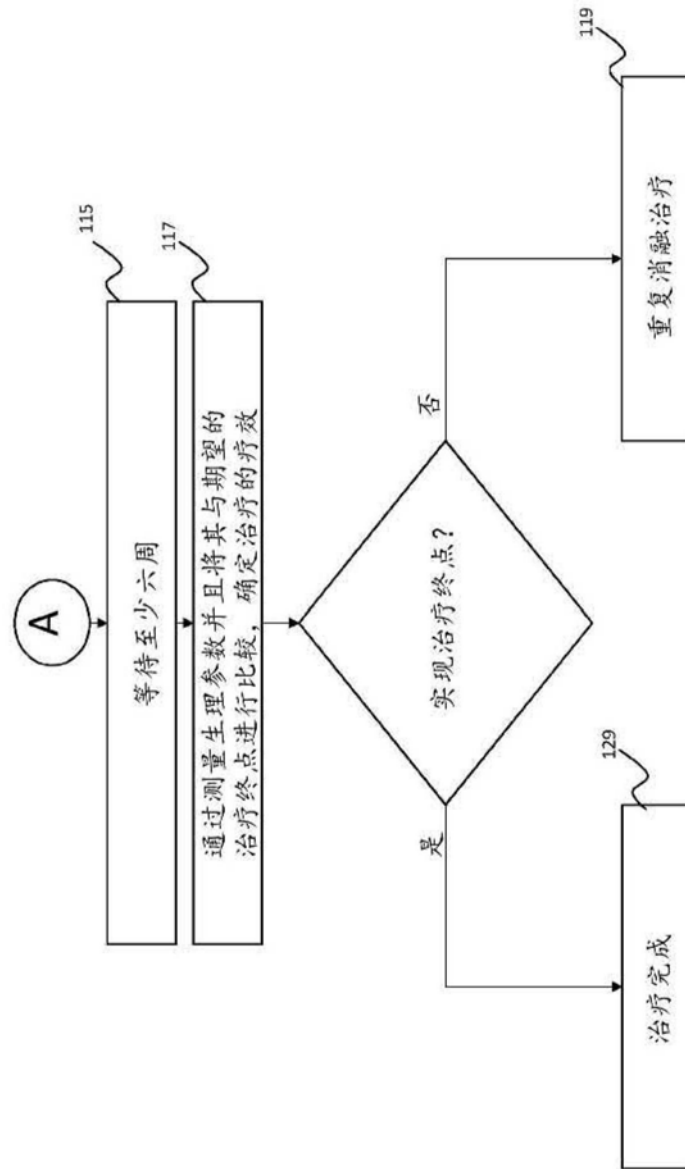 A
115
等待至少六周
117
通过测量生理参数并且将其与期望的
治疗终点进行比较，确定治疗的疗效
实现治疗终点？
是
否
129
治疗完成
119
重复消融治疗